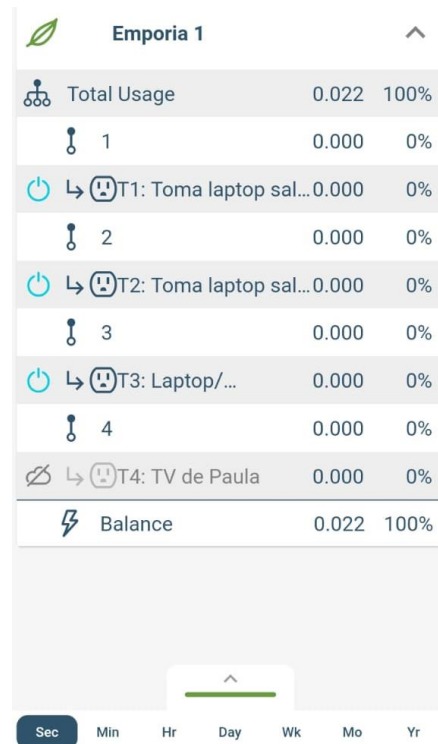 Emporia 1
Total Usage 0.022 100%
1 0.000 0%
T1: Toma laptop sal... 0.000 0%
2 0.000 0%
T2: Toma laptop sal... 0.000 0%
3 0.000 0%
T3: Laptop/... 0.000 0%
4 0.000 0%
T4: TV de Paula 0.000 0%
Balance 0.022 100%
Sec Min Hr Day Wk Mo Yr